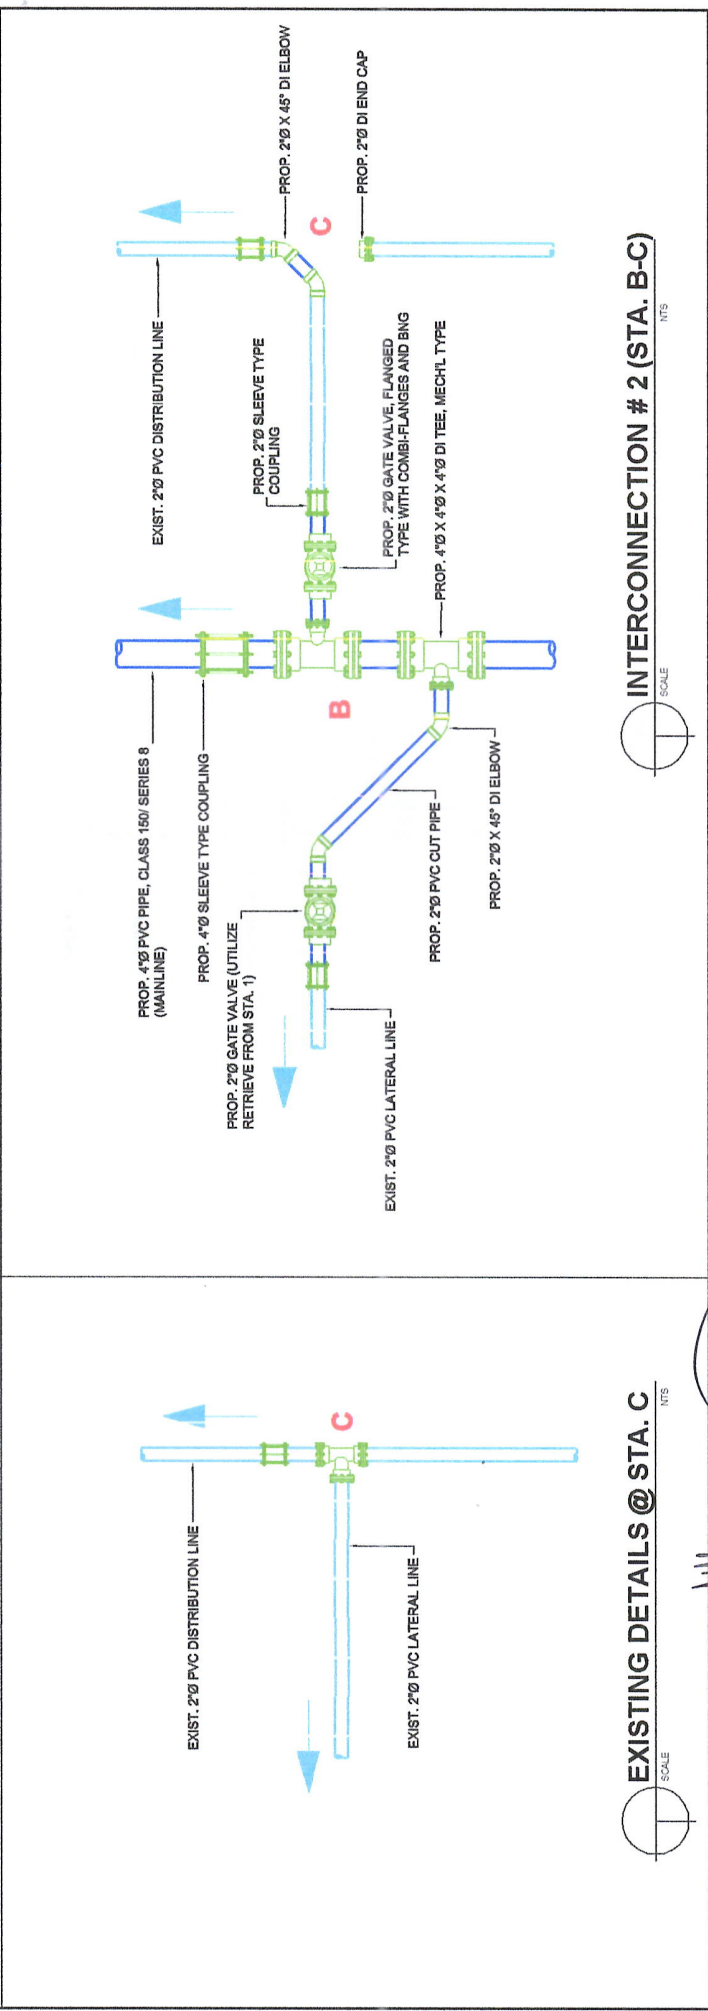 EXIST. 2"Ø PVC DISTRIBUTION LINE
C
EXIST. 2"Ø PVC LATERAL LINE
EXISTING DETAILS @ STA. C
SCALE
NTS
PROP. 4"Ø PVC PIPE, CLASS 150/ SERIES 8
(MAINLINE)
PROP. 4"Ø SLEEVE TYPE COUPLING
PROP. 2"Ø GATE VALVE (UTILIZE
RETRIEVE FROM STA. 1)
EXIST. 2"Ø PVC LATERAL LINE
PROP. 2"Ø PVC CUT PIPE
PROP. 2"Ø X 45° DI ELBOW
B
EXIST. 2"Ø PVC DISTRIBUTION LINE
PROP. 2"Ø SLEEVE TYPE
COUPLING
PROP. 2"Ø GATE VALVE, FLANGED
TYPE WITH COMBI-FLANGES AND BNG
PROP. 4"Ø X 4"Ø X 4"Ø DI TEE, MECH'L TYPE
PROP. 2"Ø X 45° DI ELBOW
C
PROP. 2"Ø DI END CAP
INTERCONNECTION # 2 (STA. B-C)
SCALE
NTS